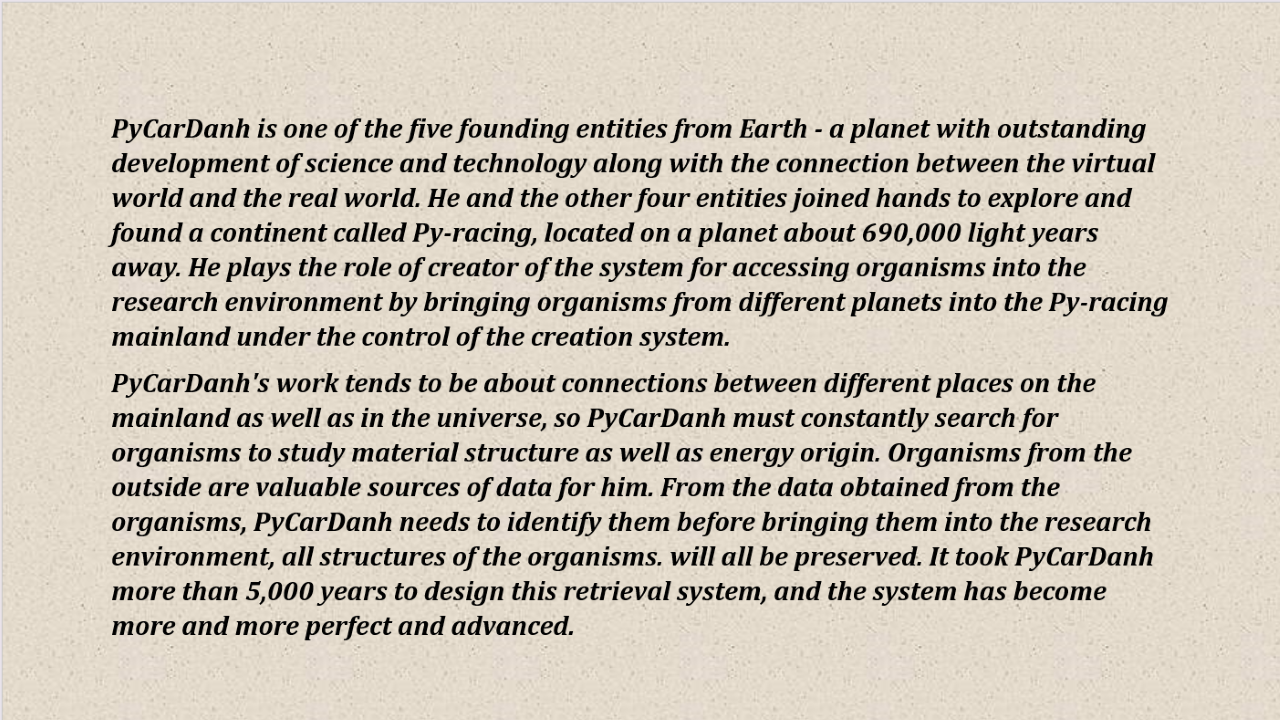 PyCarDanh is one of the five founding entities from Earth - a planet with outstanding
development of science and technology along with the connection between the virtual
world and the real world. He and the other four entities joined hands to explore and
found a continent called Py-racing, located on a planet about 690,000 light years
away. He plays the role of creator of the system for accessing organisms into the
research environment by bringing organisms from different planets into the Py-racing
mainland under the control of the creation system.
PyCarDanh's work tends to be about connections between different places on the
mainland as well as in the universe, so PyCarDanh must constantly search for
organisms to study material structure as well as energy origin. Organisms from the
outside are valuable sources of data for him. From the data obtained from the
organisms, PyCarDanh needs to identify them before bringing them into the research
environment, all structures of the organisms. will all be preserved. It took PyCarDanh
more than 5,000 years to design this retrieval system, and the system has become
more and more perfect and advanced.